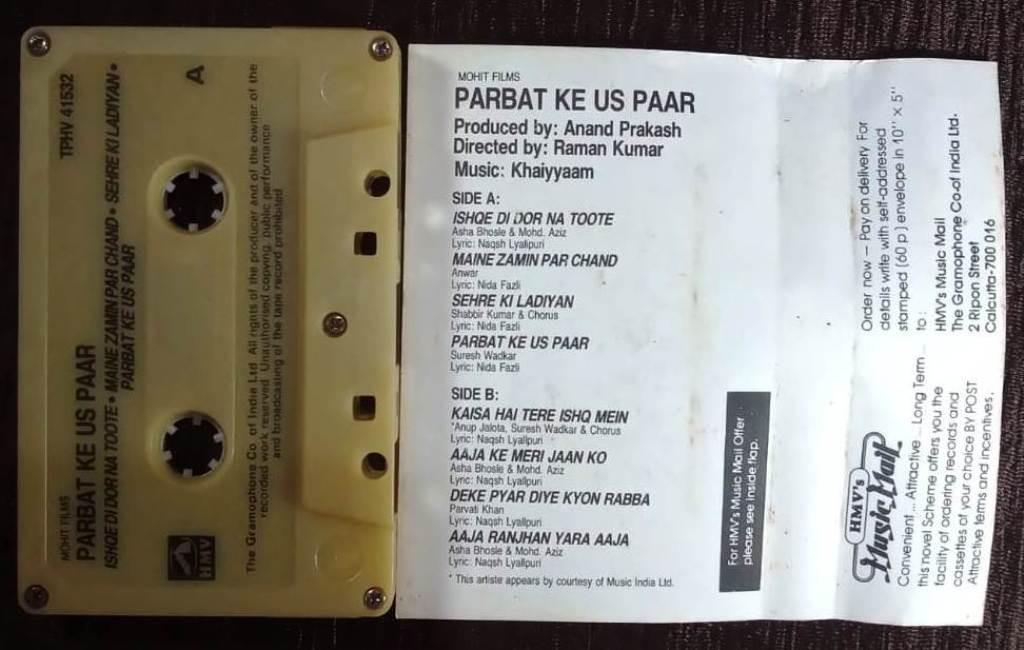 TPHV 41532
A
MOHIT FILMS
PARBAT KE US PAAR
ISHQE DI DOR NA TOOTE • MAINE ZAMIN PAR CHAND • SEHRE KI LADIYAN •
PARBAT KE US PAAR
HMV
The Gramophone Co. of India Ltd. All rights of the producer and of the owner of the
recorded work reserved. Unauthorised copying, public performance
and broadcasting of the tape record prohibited
MOHIT FILMS
PARBAT KE US PAAR
Produced by: Anand Prakash
Directed by: Raman Kumar
Music: Khaiyyaam
SIDE A:
ISHQE DI DOR NA TOOTE
Asha Bhosle & Mohd. Aziz
Lyric: Naqsh Lyallpuri
MAINE ZAMIN PAR CHAND
Anwar
Lyric: Nida Fazli
SEHRE KI LADIYAN
Shabbir Kumar & Chorus
Lyric: Nida Fazli
PARBAT KE US PAAR
Suresh Wadkar
Lyric: Nida Fazli
SIDE B:
KAISA HAI TERE ISHQ MEIN
*Anup Jalota, Suresh Wadkar & Chorus
Lyric: Naqsh Lyallpuri
AAJA KE MERI JAAN KO
Asha Bhosle & Mohd. Aziz
Lyric: Naqsh Lyallpuri
DEKE PYAR DIYE KYON RABBA
Parvati Khan
Lyric: Naqsh Lyallpuri
AAJA RANJHAN YARA AAJA
Asha Bhosle & Mohd. Aziz
Lyric: Naqsh Lyallpuri
* This artiste appears by courtesy of Music India Ltd.
For HMV's Music Mail Offer
please see inside flap.
HMV's
Music Mail
Convenient ... Attractive ... Long Term ...
this novel Scheme offers you the
facility of ordering records and
cassettes of your choice BY POST
Attractive terms and incentives.
Order now — Pay on delivery For
details write with self-addressed
stamped (60 p) envelope in 10" x 5"
to:
HMV's Music Mail
The Gramophone Co of India Ltd.
2 Ripon Street
Calcutta-700 016